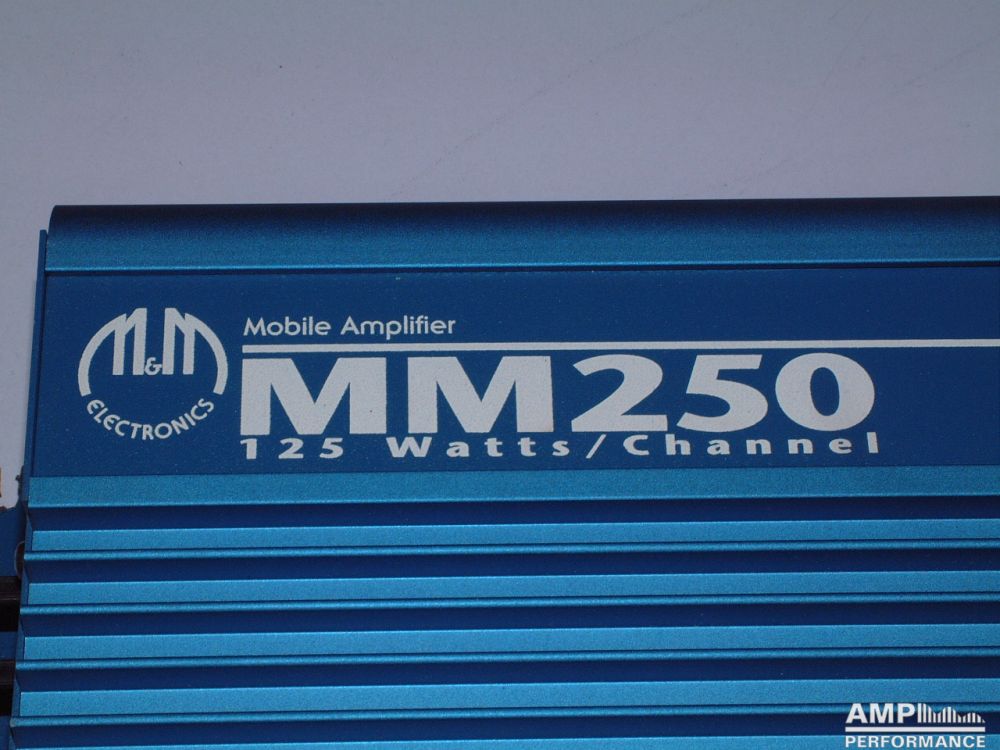 M&M
ELECTRONICS
Mobile Amplifier
MM250
125 Watts/Channel
AMP
PERFORMANCE